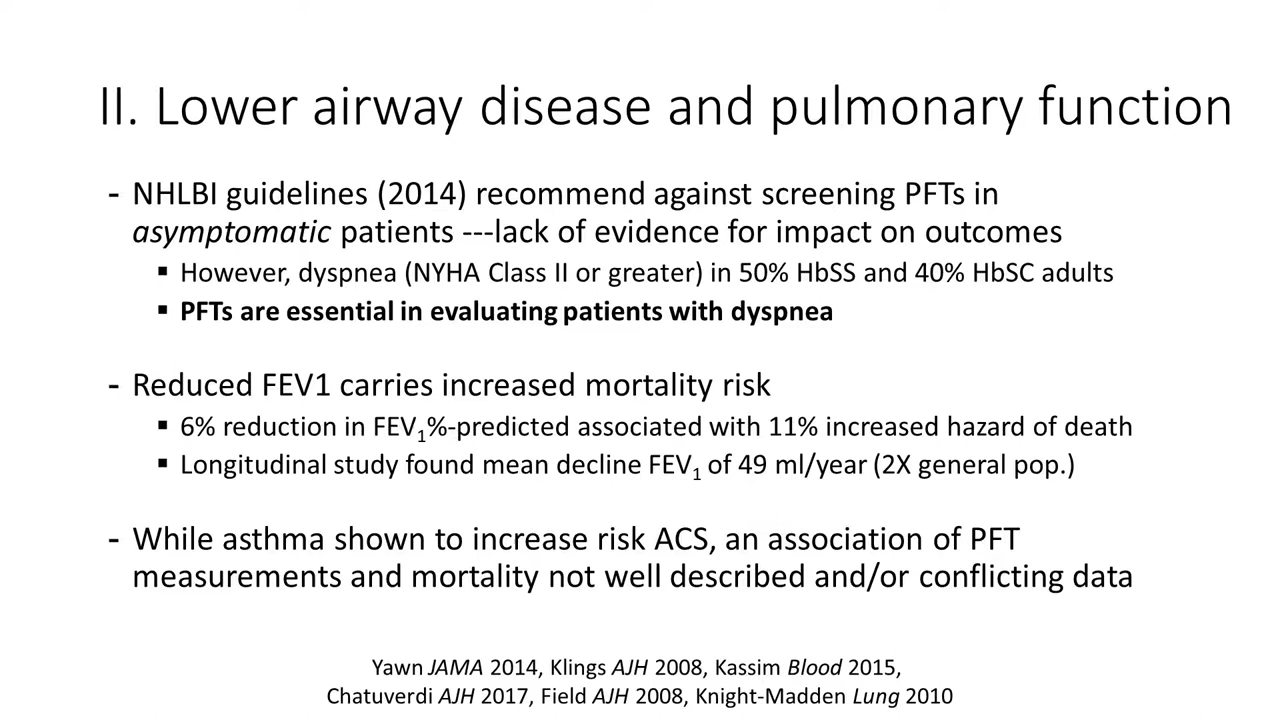 II. Lower airway disease and pulmonary function
- NHLBI guidelines (2014) recommend against screening PFTs in
asymptomatic patients ---lack of evidence for impact on outcomes
▪ However, dyspnea (NYHA Class II or greater) in 50% HbSS and 40% HbSC adults
▪ PFTs are essential in evaluating patients with dyspnea
- Reduced FEV1 carries increased mortality risk
▪ 6% reduction in FEV₁%-predicted associated with 11% increased hazard of death
▪ Longitudinal study found mean decline FEV₁ of 49 ml/year (2X general pop.)
- While asthma shown to increase risk ACS, an association of PFT
measurements and mortality not well described and/or conflicting data
Yawn JAMA 2014, Klings AJH 2008, Kassim Blood 2015,
Chatuverdi AJH 2017, Field AJH 2008, Knight-Madden Lung 2010